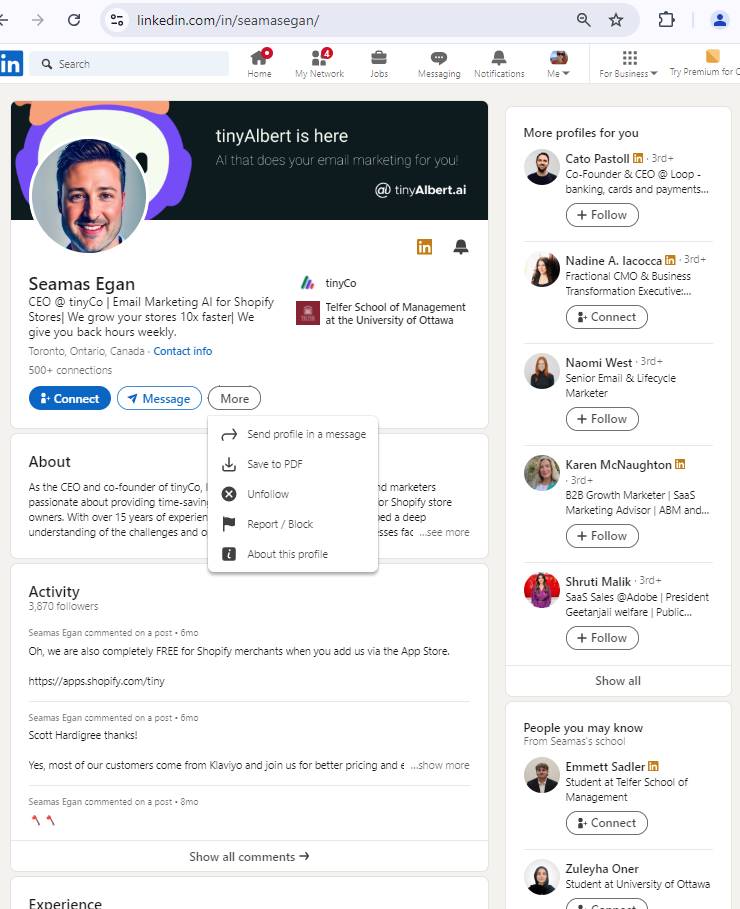 linkedin.com/in/seamasegan/
in
Search
Home
My Network
4
Jobs
Messaging
Notifications
Me
For Business
Try Premium for
tinyAlbert is here
AI that does your email marketing for you!
@ tinyAlbert.ai
Seamas Egan
CEO @ tinyCo | Email Marketing AI for Shopify
Stores| We grow your stores 10x faster| We
give you back hours weekly.
Toronto, Ontario, Canada · Contact info
500+ connections
tinyCo
Telfer School of Management
at the University of Ottawa
Connect
Message
More
Send profile in a message
Save to PDF
Unfollow
Report / Block
About this profile
About
As the CEO and co-founder of tinyCo, nd marketers
passionate about providing time-saving or Shopify store
owners. With over 15 years of experien ed a deep
understanding of the challenges and o esses fac ...see more
Activity
3,870 followers
Seamas Egan commented on a post • 6mo
Oh, we are also completely FREE for Shopify merchants when you add us via the App Store.
https://apps.shopify.com/tiny
Seamas Egan commented on a post • 6mo
Scott Hardigree thanks!
Yes, most of our customers come from Klaviyo and join us for better pricing and e ...show more
Seamas Egan commented on a post • 8mo
Show all comments →
Experience
More profiles for you
Cato Pastoll in · 3rd+
Co-Founder & CEO @ Loop -
banking, cards and payments...
+ Follow
Nadine A. Iacocca in · 3rd+
Fractional CMO & Business
Transformation Executive:...
Connect
Naomi West · 3rd+
Senior Email & Lifecycle
Marketer
+ Follow
Karen McNaughton in
· 3rd+
B2B Growth Marketer | SaaS
Marketing Advisor | ABM and...
+ Follow
Shruti Malik · 3rd+
SaaS Sales @Adobe | President
Geetanjali welfare | Public...
+ Follow
Show all
People you may know
From Seamas's school
Emmett Sadler in
Student at Telfer School of
Management
Connect
Zuleyha Oner
Student at University of Ottawa
Connect